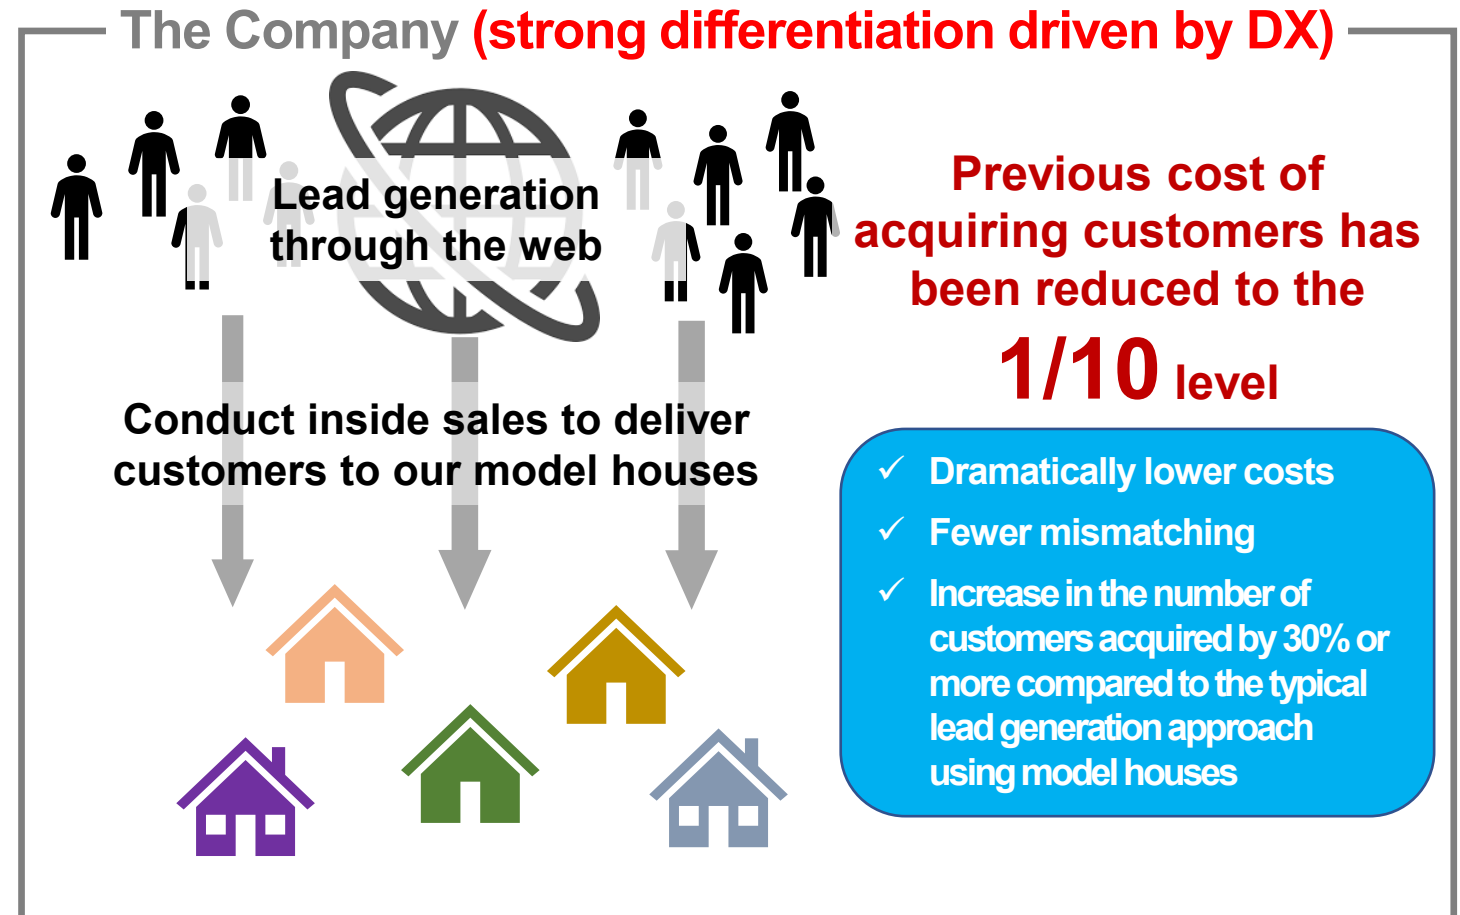 The Company (strong differentiation driven by DX)
Lead generation
through the web
Conduct inside sales to deliver
customers to our model houses
Previous cost of
acquiring customers has
been reduced to the
1/10 level
✓ Dramatically lower costs
✓ Fewer mismatching
✓ Increase in the number of
customers acquired by 30% or
more compared to the typical
lead generation approach
using model houses